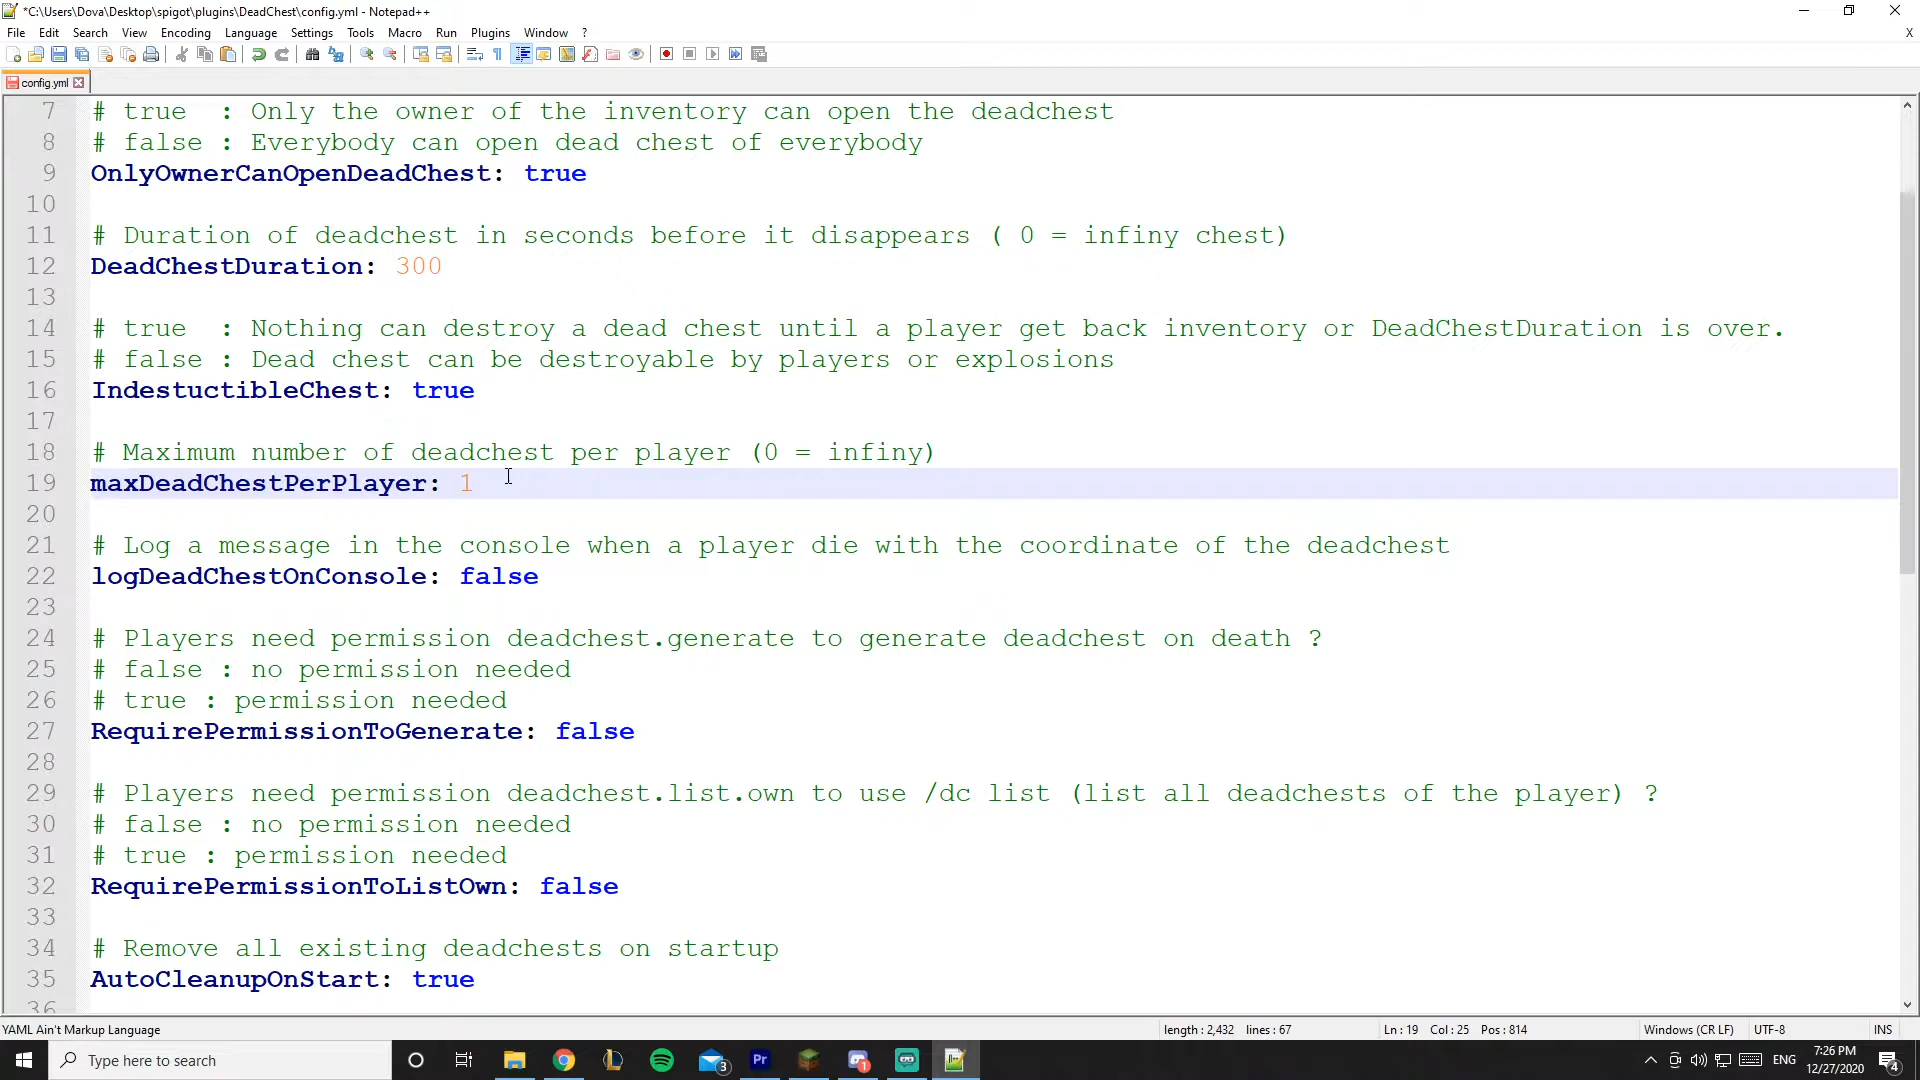 *C:\Users\Dova\Desktop\spigot\plugins\DeadChest\config.yml - Notepad++
File Edit Search View Encoding Language Settings Tools Macro Run Plugins Window ? X
config.yml
7 # true  : Only the owner of the inventory can open the deadchest
8 # false : Everybody can open dead chest of everybody
9 OnlyOwnerCanOpenDeadChest: true
10
11 # Duration of deadchest in seconds before it disappears ( 0 = infiny chest)
12 DeadChestDuration: 300
13
14 # true  : Nothing can destroy a dead chest until a player get back inventory or DeadChestDuration is over.
15 # false : Dead chest can be destroyable by players or explosions
16 IndestuctibleChest: true
17
18 # Maximum number of deadchest per player (0 = infiny)
19 maxDeadChestPerPlayer: 1
20
21 # Log a message in the console when a player die with the coordinate of the deadchest
22 logDeadChestOnConsole: false
23
24 # Players need permission deadchest.generate to generate deadchest on death ?
25 # false : no permission needed
26 # true : permission needed
27 RequirePermissionToGenerate: false
28
29 # Players need permission deadchest.list.own to use /dc list (list all deadchests of the player) ?
30 # false : no permission needed
31 # true : permission needed
32 RequirePermissionToListOwn: false
33
34 # Remove all existing deadchests on startup
35 AutoCleanupOnStart: true
36
YAML Ain't Markup Language length : 2,432 lines : 67 Ln : 19 Col : 25 Pos : 814 Windows (CR LF) UTF-8 INS
Type here to search 3 Pr 1 ENG 7:26 PM 4
12/27/2020